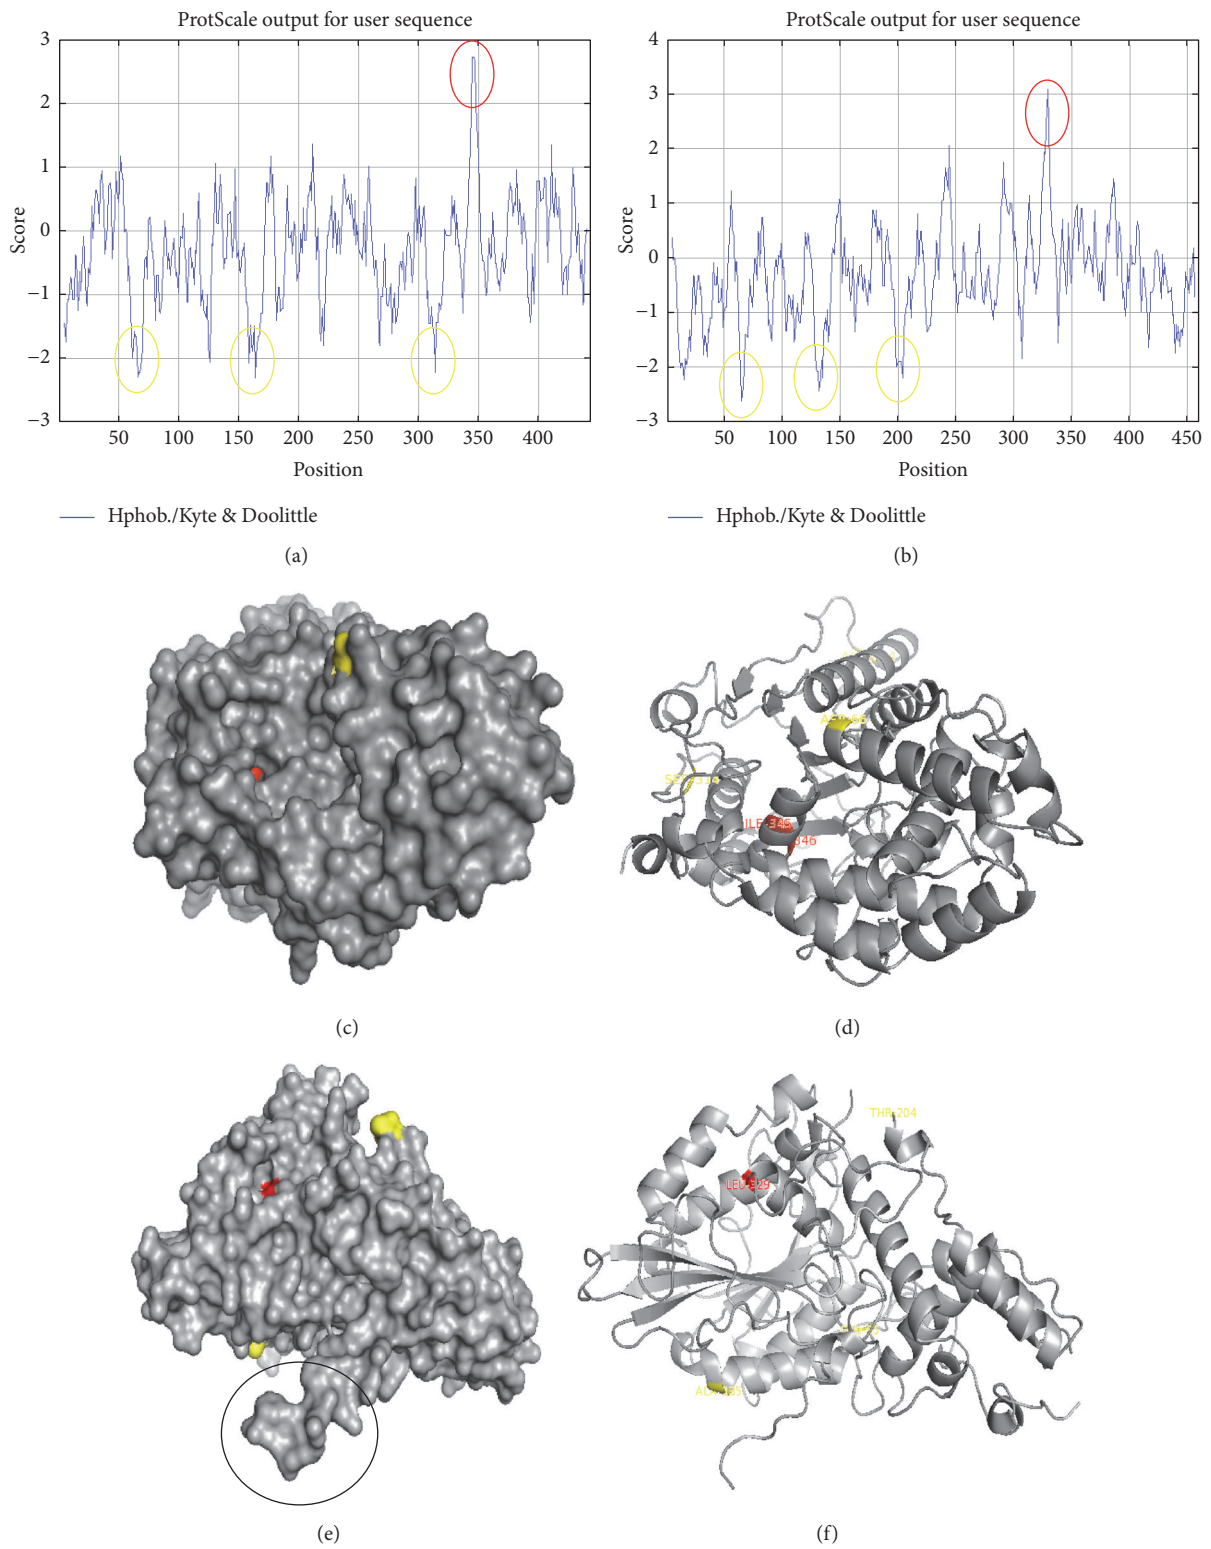 ProtScale output for user sequence
3
2
1
0
−1
−2
−3
Score
50 100 150 200 250 300 350 400
Position
Hphob./Kyte & Doolittle
(a)
ProtScale output for user sequence
4
3
2
1
0
−1
−2
−3
Score
50 100 150 200 250 300 350 400 450
Position
Hphob./Kyte & Doolittle
(b)
(c)
ILE-345
346
(d)
(e)
THR-204
LEU-329
(f)